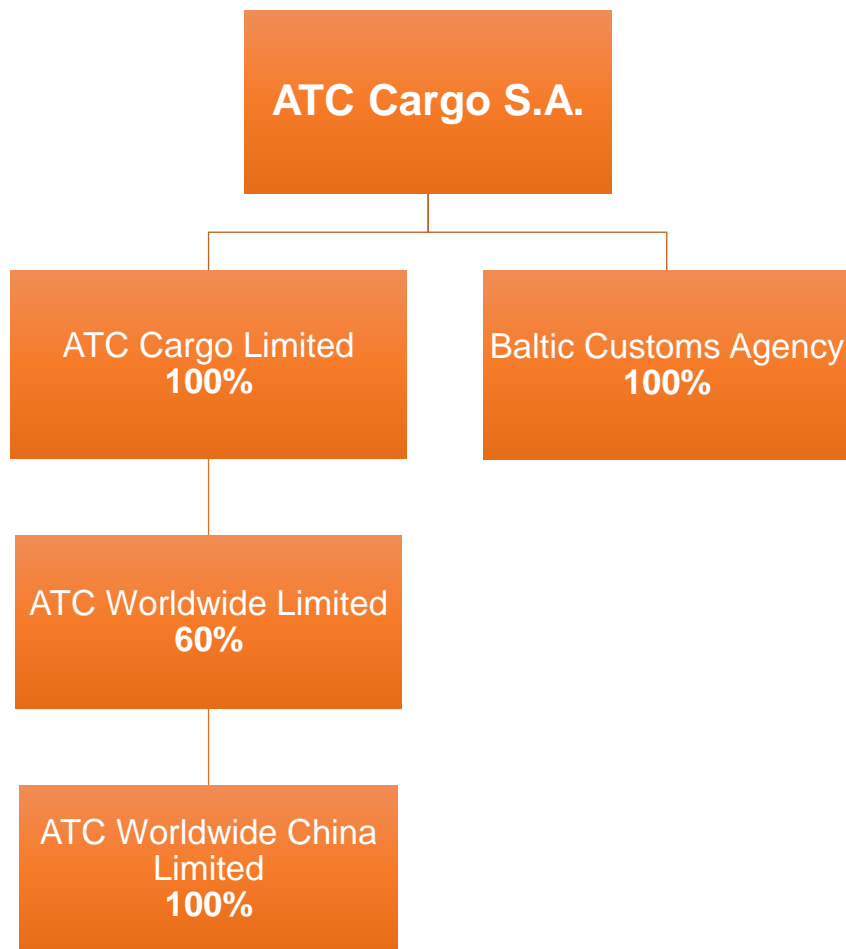 ATC Cargo S.A.
ATC Cargo Limited
100%
Baltic Customs Agency
100%
ATC Worldwide Limited
60%
ATC Worldwide China
Limited
100%